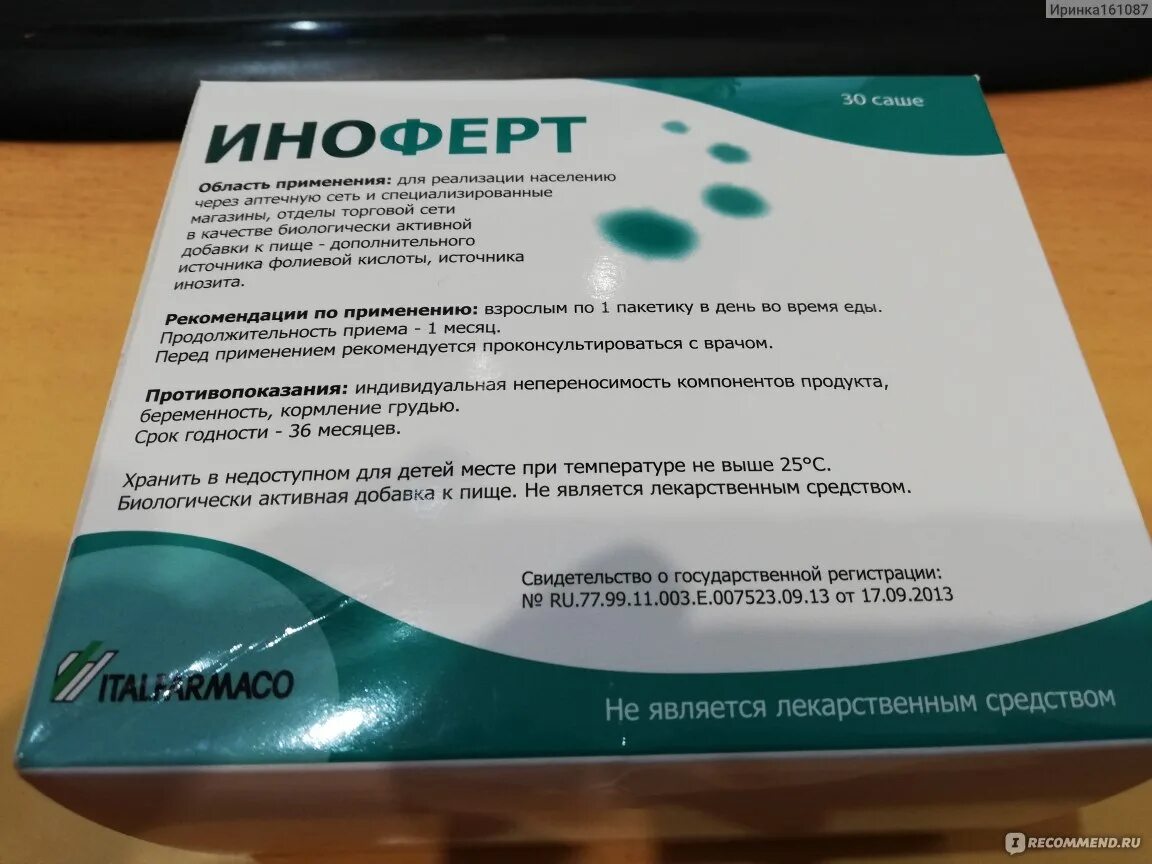 Иринка161087
30 саше
ИНОФЕРТ
Область применения: для реализации населению
через аптечную сеть и специализированные
магазины, отделы торговой сети
в качестве биологически активной
добавки к пище - дополнительного
источника фолиевой кислоты, источника
инозита.
Рекомендации по применению: взрослым по 1 пакетику в день во время еды.
Продолжительность приема - 1 месяц.
Перед применением рекомендуется проконсультироваться с врачом.
Противопоказания: индивидуальная непереносимость компонентов продукта,
беременность, кормление грудью.
Срок годности - 36 месяцев.
Хранить в недоступном для детей месте при температуре не выше 25°С.
Биологически активная добавка к пище. Не является лекарственным средством.
Свидетельство о государственной регистрации:
№ RU.77.99.11.003.Е.007523.09.13 от 17.09.2013
ITALFARMACO
Не является лекарственным средством
IRECOMMEND.RU